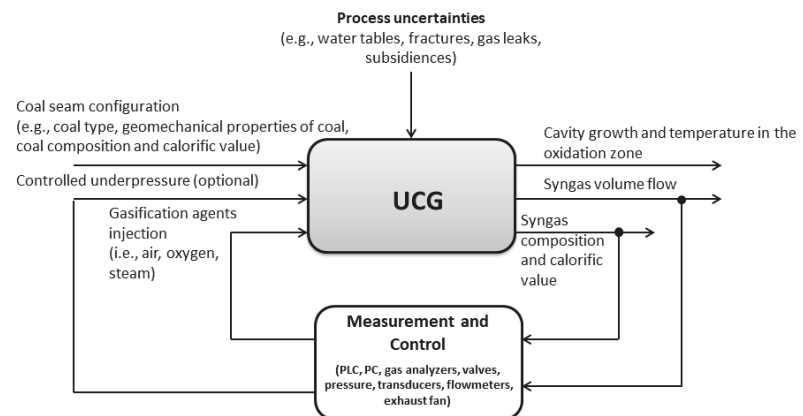 Process uncertainties
(e.g., water tables, fractures, gas leaks,
subsidiences)
Coal seam configuration
(e.g., coal type, geomechanical properties of coal,
coal composition and calorific value)
Controlled underpressure (optional)
Gasification agents
injection
(i.e., air, oxygen,
steam)
UCG
Cavity growth and temperature in the
oxidation zone
Syngas volume flow
Syngas
composition
and calorific
value
Measurement and
Control
(PLC, PC, gas analyzers, valves,
pressure, transducers, flowmeters,
exhaust fan)